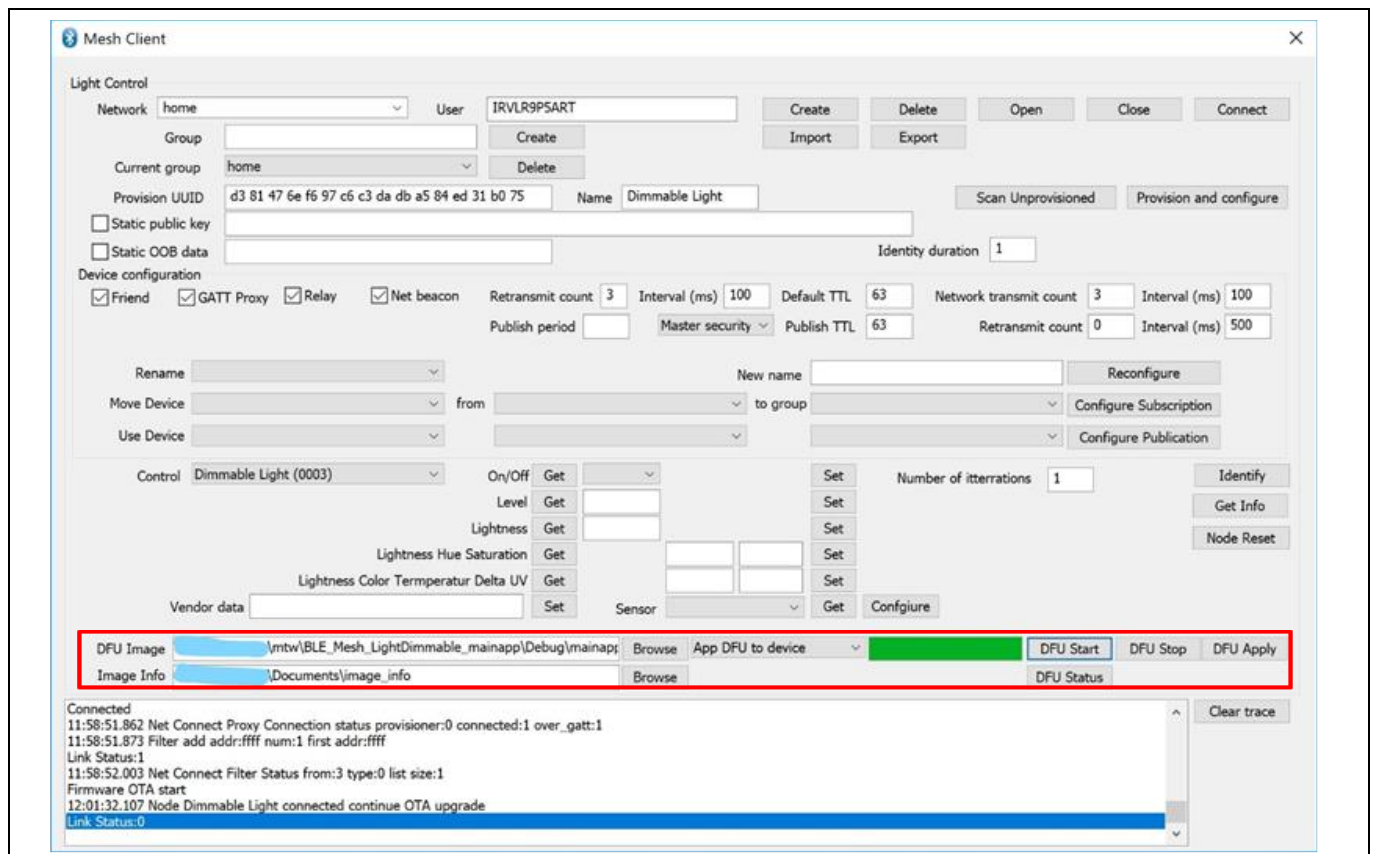 Mesh Client
Light Control
Network home User IRVLR9PSART Create Delete Open Close Connect
Group Create Import Export
Current group home Delete
Provision UUID d3 81 47 6e f6 97 c6 c3 da db a5 84 ed 31 b0 75 Name Dimmable Light Scan Unprovisioned Provision and configure
Static public key
Static OOB data Identity duration 1
Device configuration
Friend GATT Proxy Relay Net beacon Retransmit count 3 Interval (ms) 100 Default TTL 63 Network transmit count 3 Interval (ms) 100
Publish period Master security Publish TTL 63 Retransmit count 0 Interval (ms) 500
Rename New name Reconfigure
Move Device from to group Configure Subscription
Use Device Configure Publication
Control Dimmable Light (0003) On/Off Get Set Number of itterrations 1 Identify
Level Get Set Get Info
Lightness Get Set Node Reset
Lightness Hue Saturation Get Set
Lightness Color Termperatur Delta UV Get Set
Vendor data Set Sensor Get Confgiure
DFU Image \mtw\BLE_Mesh_LightDimmable_mainapp\Debug\mainapp Browse App DFU to device DFU Start DFU Stop DFU Apply
Image Info \Documents\image_info Browse DFU Status
Connected Clear trace
11:58:51.862 Net Connect Proxy Connection status provisioner:0 connected:1 over_gatt:1
11:58:51.873 Filter add addr:ffff num:1 first addr:ffff
Link Status:1
11:58:52.003 Net Connect Filter Status from:3 type:0 list size:1
Firmware OTA start
12:01:32.107 Node Dimmable Light connected continue OTA upgrade
Link Status:0